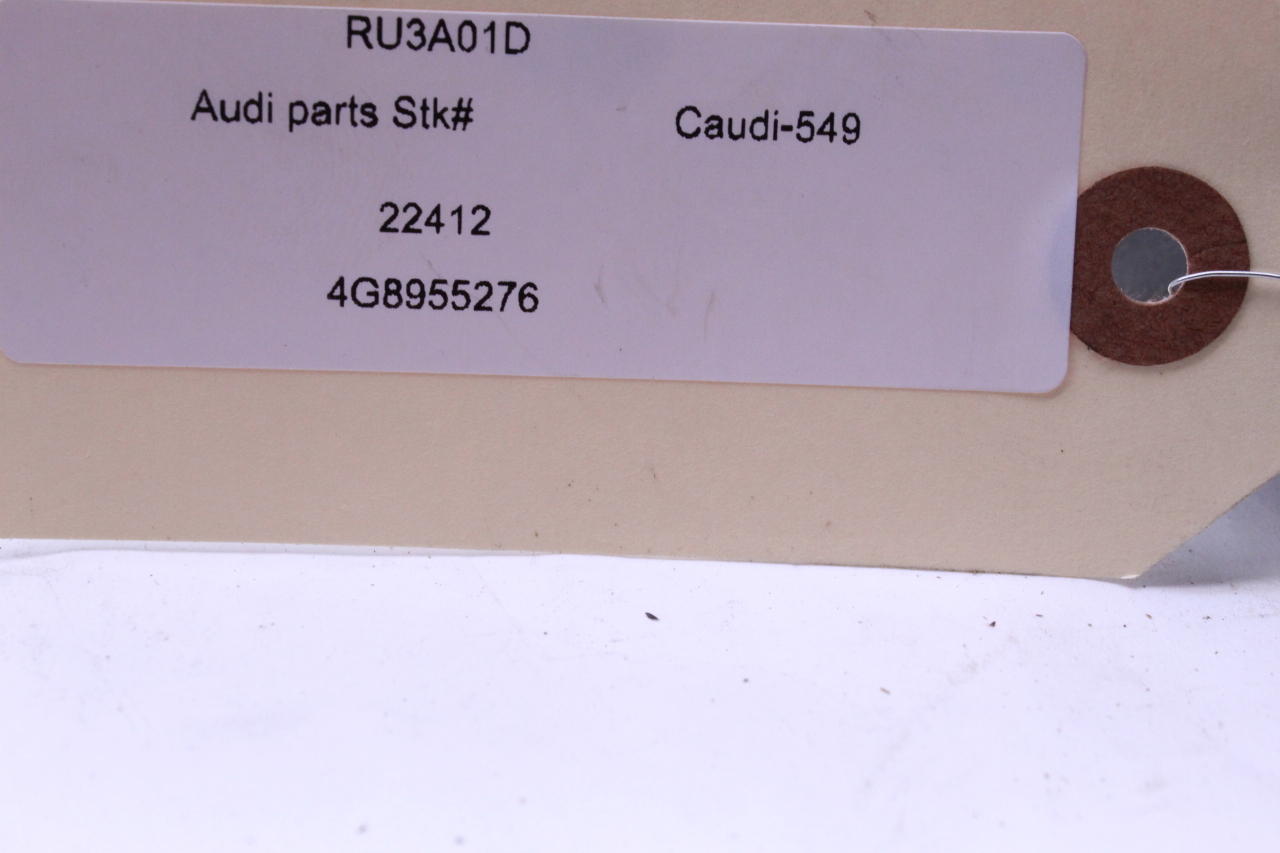 RU3A01D
Audi parts Stk# Caudi-549
22412
4G8955276